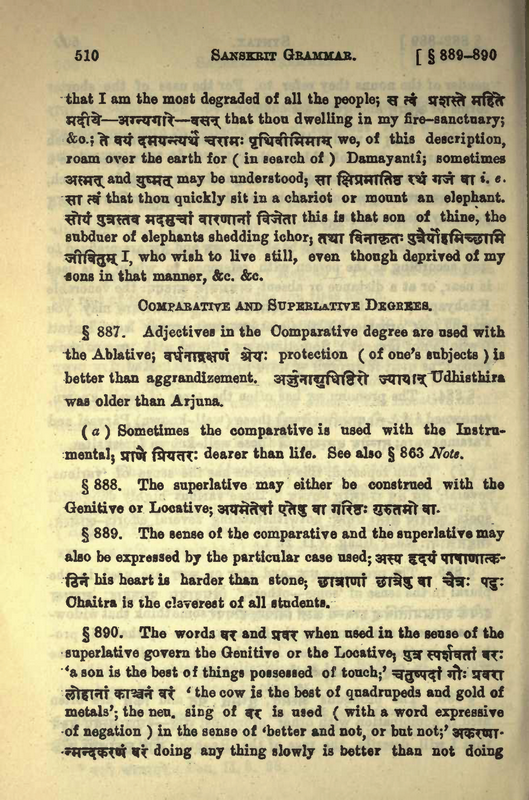 510 SANSKRIT GRAMMAR. [ § 889-890
that I am the most degraded of all the people; स त्वं प्रशस्ते महिते
मदीये—अग्न्यगारे—वसन् that thou dwelling in my fire-sanctuary;
&c.; ते वयं दमयन्त्यर्थे चरामः पृथिवीमिमाम् we, of this description,
roam over the earth for ( in search of ) Damayantî; sometimes
अस्मत् and युष्मत् may be understood; सा क्षिप्रमातिष्ठ रथं गजं वा i. e.
सा त्वं that thou quickly sit in a chariot or mount an elephant.
सोयं पुत्रस्तव मदमुचां वारणानां विजेता this is that son of thine, the
subduer of elephants shedding ichor; तथा विनाकृतः पुत्रैर्योहमिच्छामि
जीवितुम् I, who wish to live still, even though deprived of my
sons in that manner, &c. &c.
COMPARATIVE AND SUPERLATIVE DEGREES.
§ 887. Adjectives in the Comparative degree are used with
the Ablative; वर्धनाद्रक्षणं श्रेयः protection ( of one's subjects ) is
better than aggrandizement. अर्जुनाद्युधिष्ठिरो ज्यायान् Udhisthira
was older than Arjuna.
( a ) Sometimes the comparative is used with the Instru-
mental; प्राणै प्रियतरः dearer than life. See also § 863 Note.
§ 888. The superlative may either be construed with the
Genitive or Locative; अयमेतेषां एतेषु वा गरिष्ठः गुरुतमो वा.
§ 889. The sense of the comparative and the superlative may
also be expressed by the particular case used; अस्य हृदयं पाषाणात्क-
ठिनं his heart is harder than stone; छात्राणां छात्रेषु वा चैत्रः पटुः
Chaitra is the cleverest of all students.
§ 890. The words वर and प्रवर when used in the sense of the
superlative govern the Genitive or the Locative, पुत्र स्पर्शवतां वरः
'a son is the best of things possessed of touch;' चतुष्पदां गौः प्रवरा
लोहानां काञ्चनं वरं 'the cow is the best of quadrupeds and gold of
metals'; the neu. sing of वर is used ( with a word expressive
of negation ) in the sense of 'better and not, or but not;' अकरणा-
न्मन्दकरणं वरं doing any thing slowly is better than not doing